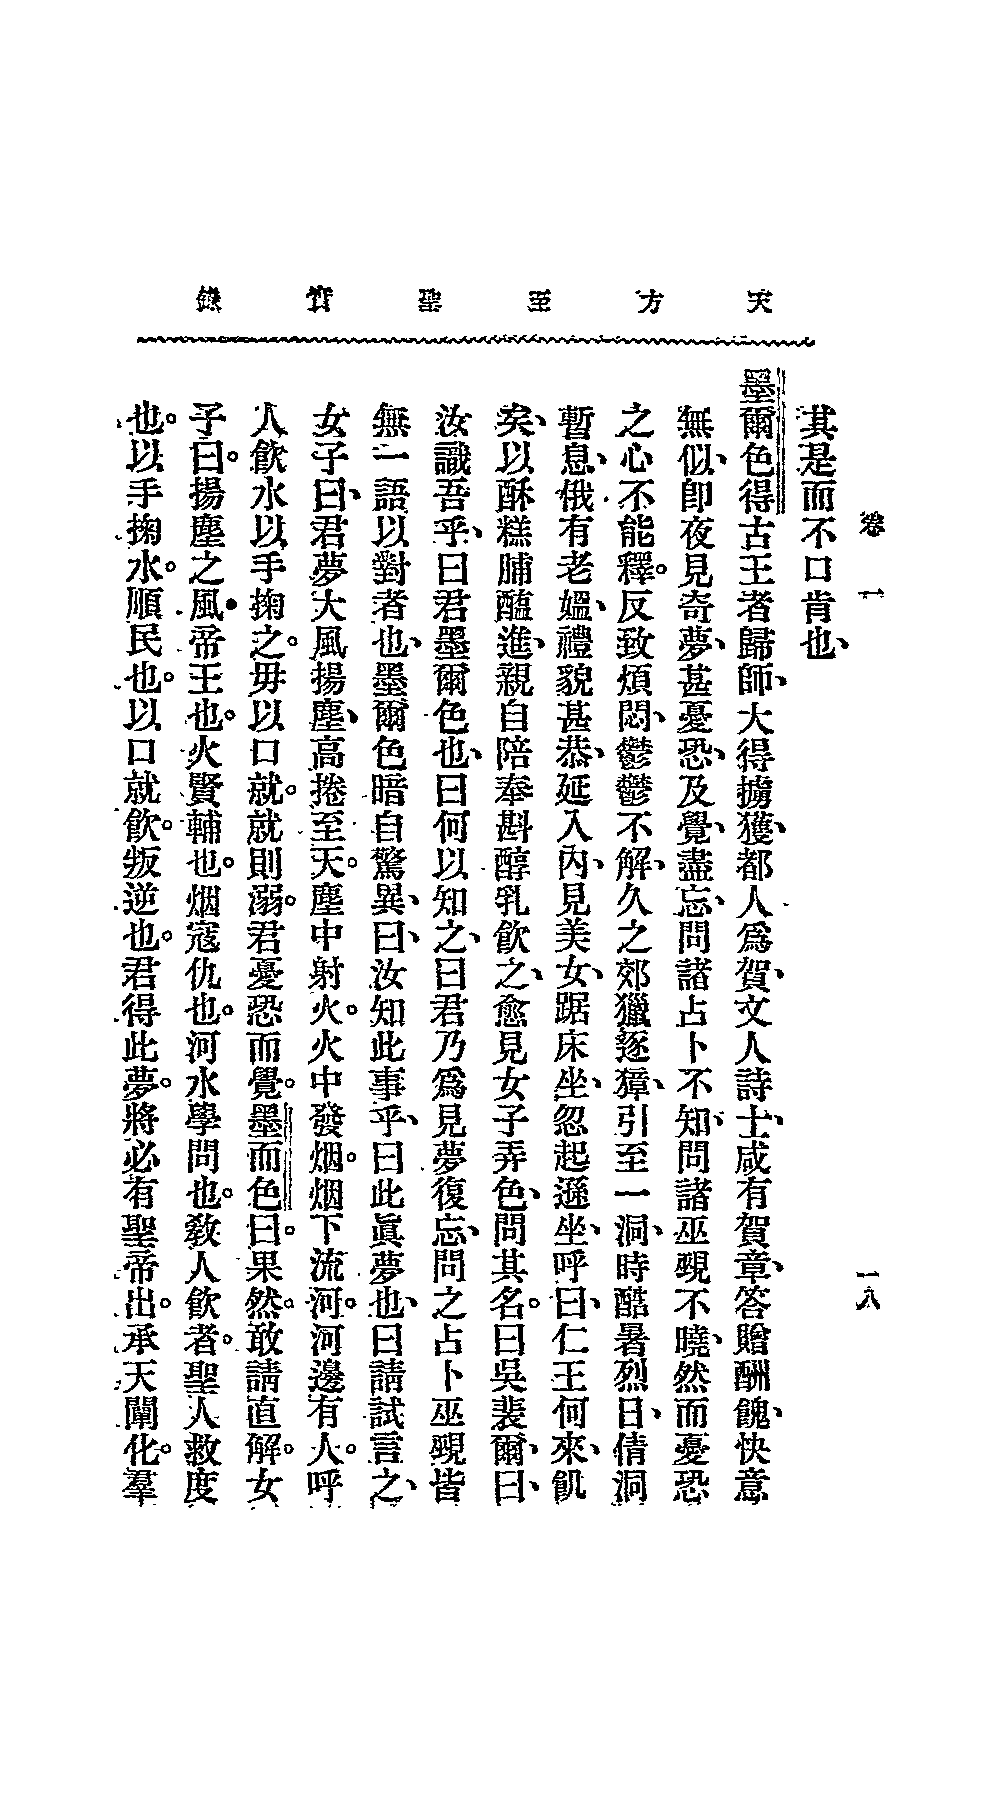 天方至聖實錄
卷一
一八
其是而不口肯也、
墨爾色得古王者歸師、大得擄獲、都人爲賀、文人詩士、咸有賀章、答贈酬餽、快意
無似、卽夜見奇夢、甚憂恐、及覺、盡忘、問諸占卜不知、問諸巫覡不曉、然而憂恐
之心不能釋。反致煩悶、鬱鬱不解、久之郊獵逐獐、引至一洞、時酷暑烈日、倩洞
暫息、俄有老媼、禮貌甚恭、延入內、見美女、踞床坐、忽起遜坐、呼曰、仁王何來、飢
矣、以酥糕脯醢進、親自陪奉斟醇乳飲之、愈見女子弄色、問其名。曰吳裴爾、曰、
汝識吾乎、曰君墨爾色也、曰何以知之、曰君乃爲見夢復忘、問之占卜巫覡皆
無一語以對者也、墨爾色暗自驚異、曰、汝知此事乎、曰此眞夢也、曰請試言之、
女子曰、君夢大風揚塵、高捲至天。塵中射火。火中發烟。烟下流河。河邊有人。呼
人飲水以手掬之。毋以口就。就則溺。君憂恐而覺。墨而色曰。果然。敢請直解。女
子曰。揚塵之風。帝王也。火賢輔也。烟寇仇也。河水學問也。敎人飲者。聖人救度
也。以手掬水。順民也。以口就飲。叛逆也。君得此夢。將必有聖帝出。承天闡化。羣